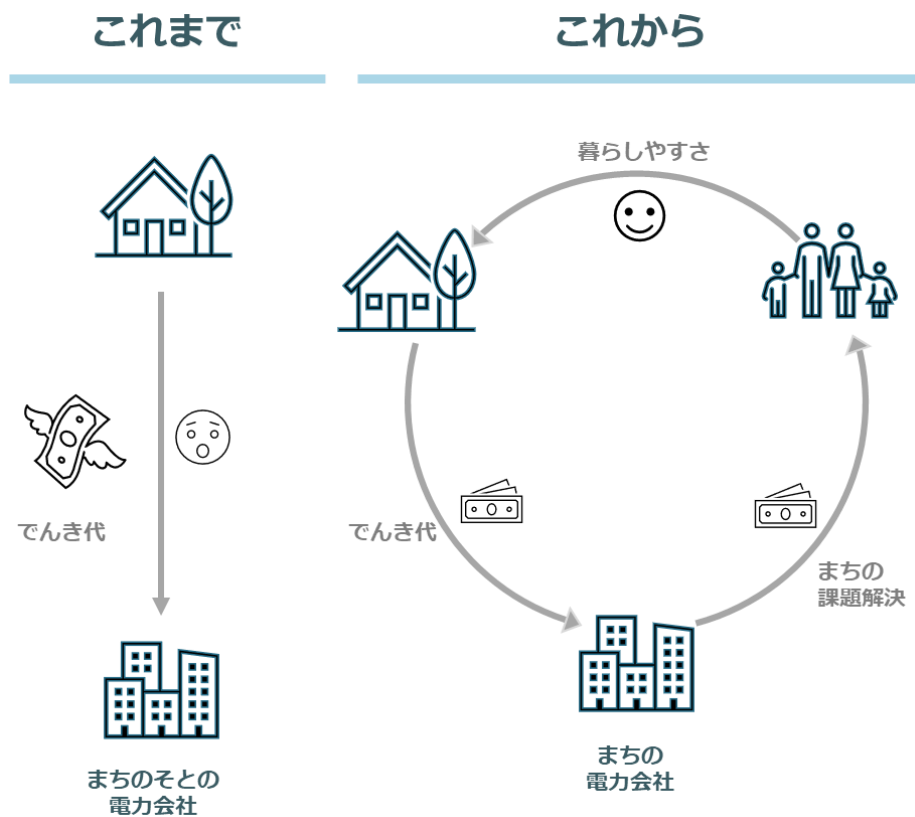 これまで
でんき代
まちのそとの
電力会社
これから
暮らしやすさ
でんき代
まちの
課題解決
まちの
電力会社